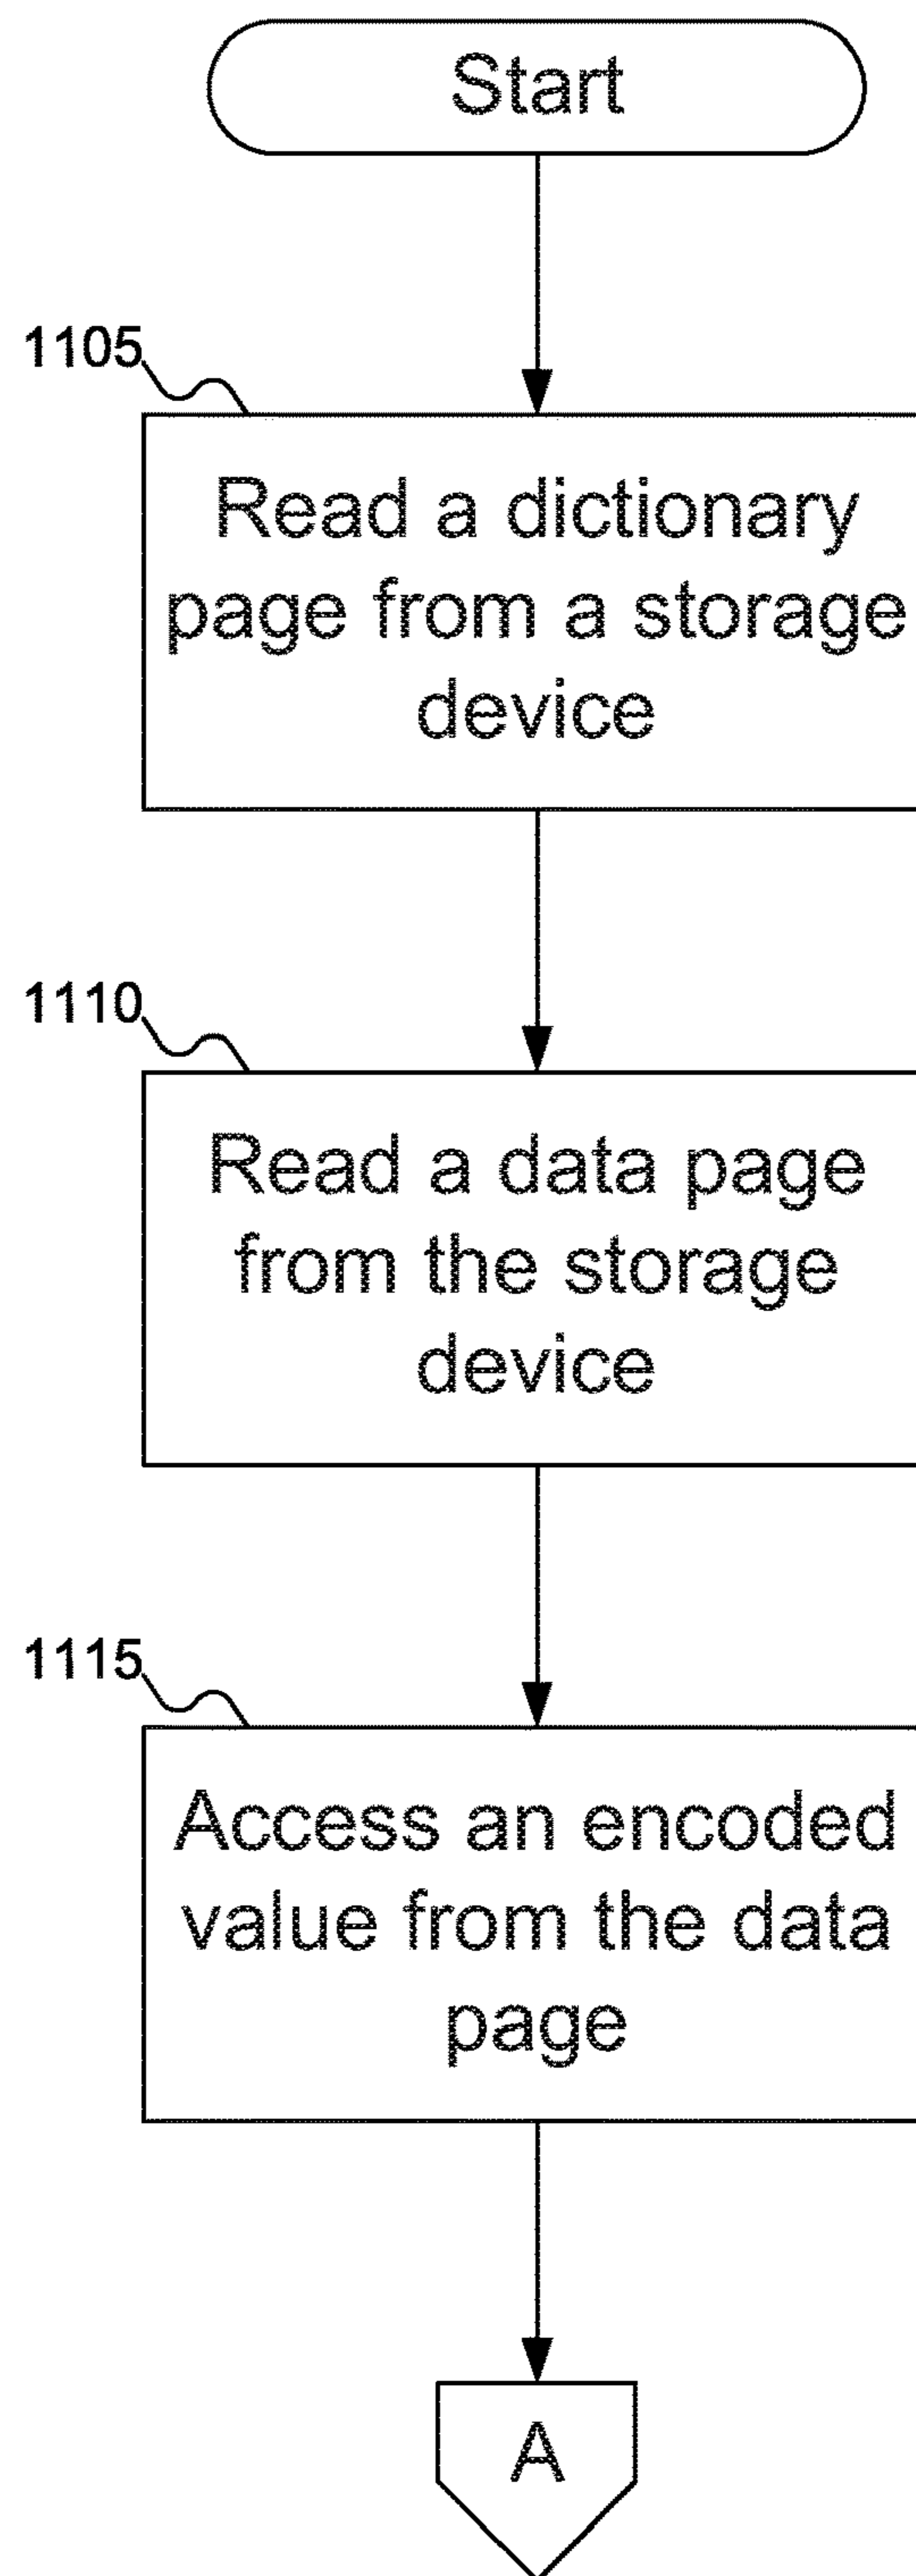 Start
1105
Read a dictionary
page from a storage
device
1110
Read a data page
from the storage
device
1115
Access an encoded
value from the data
page
A